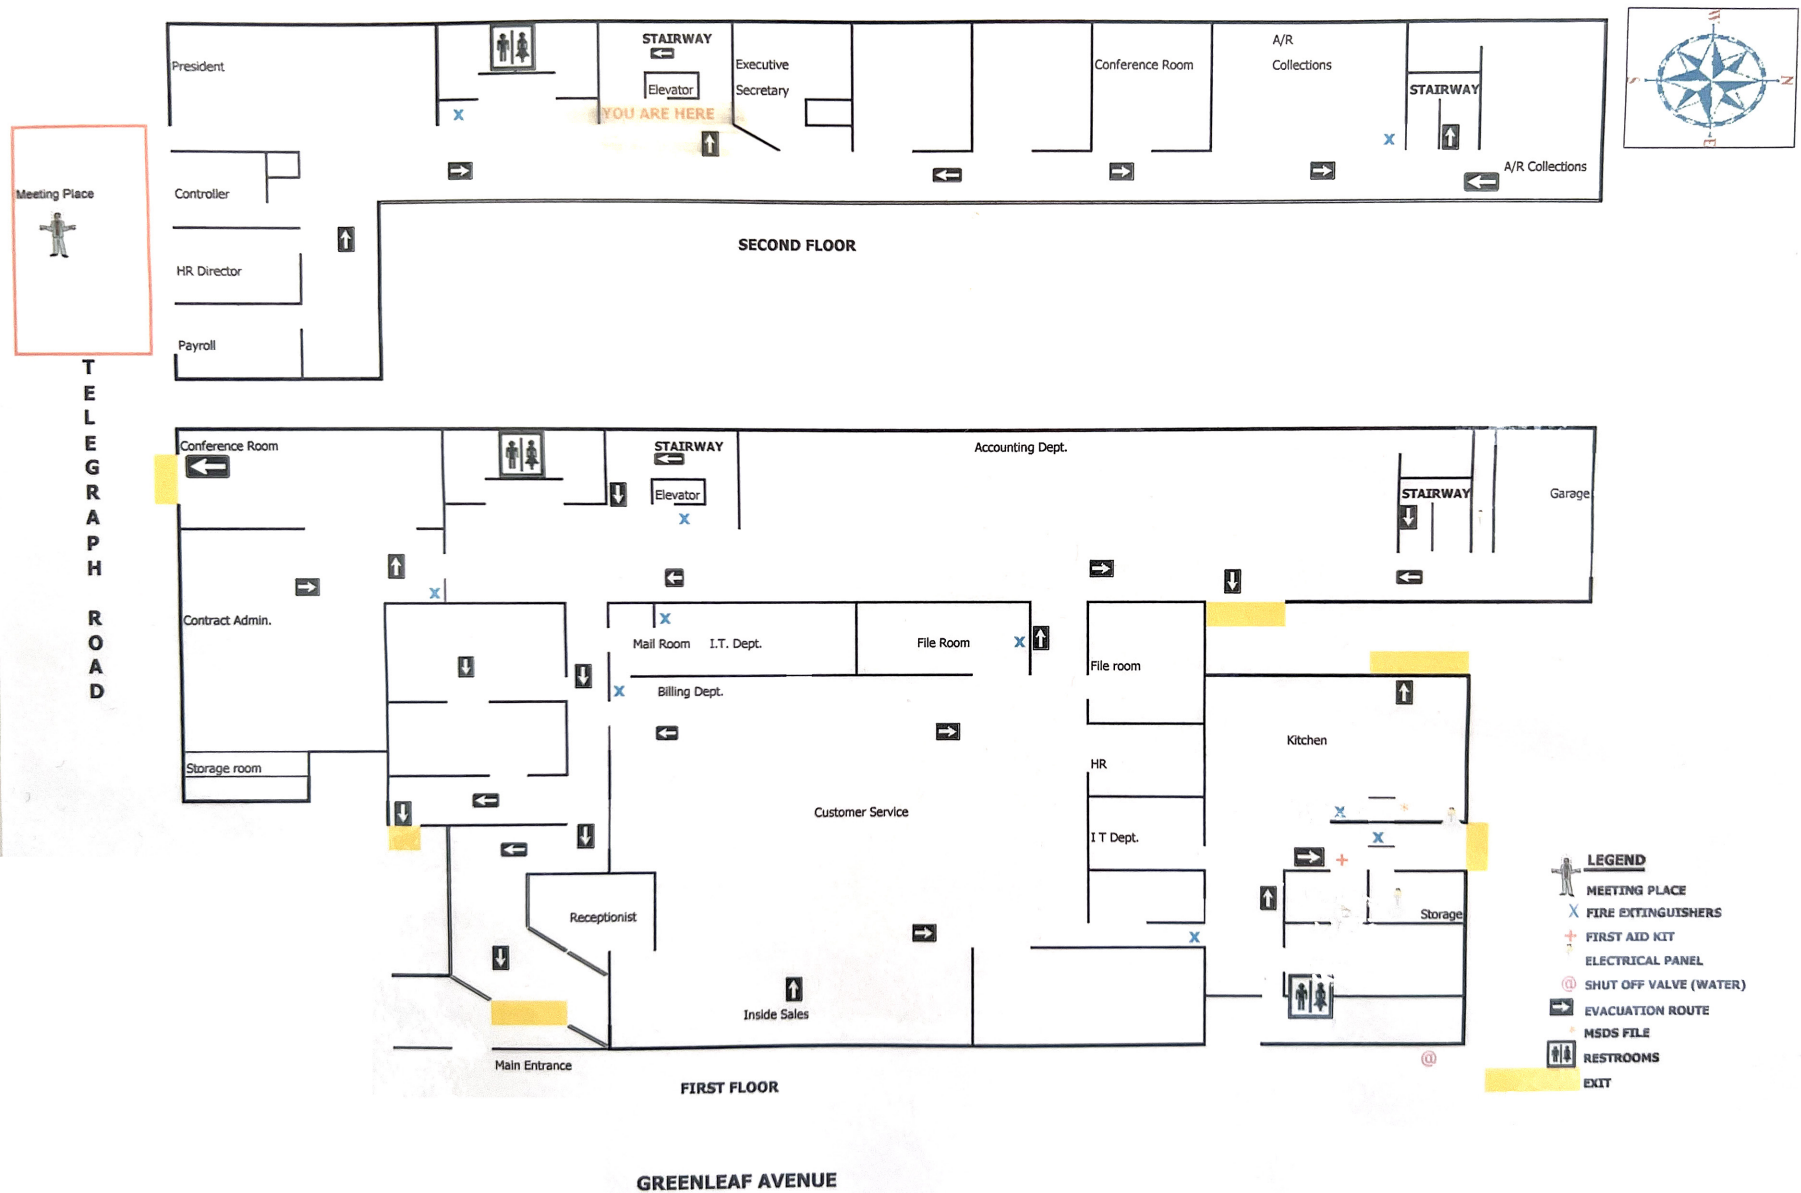 STAIRWAY
President
Executive
Secretary
Elevator
YOU ARE HERE
Conference Room
A/R
Collections
STAIRWAY
A/R Collections
W
S
N
E
Meeting Place
Controller
HR Director
Payroll
SECOND FLOOR
TELEGRAPH ROAD
Conference Room
STAIRWAY
Elevator
Accounting Dept.
STAIRWAY
Garage
X
X
X
X
Contract Admin.
Mail Room
I.T. Dept.
File Room
X
X
File room
X
Billing Dept.
Kitchen
Storage room
HR
Customer Service
I T Dept.
X
X
+
Receptionist
Storage
X
Inside Sales
Main Entrance
@
FIRST FLOOR
LEGEND
MEETING PLACE
X FIRE EXTINGUISHERS
+ FIRST AID KIT
ELECTRICAL PANEL
@ SHUT OFF VALVE (WATER)
EVACUATION ROUTE
MSDS FILE
RESTROOMS
EXIT
GREENLEAF AVENUE